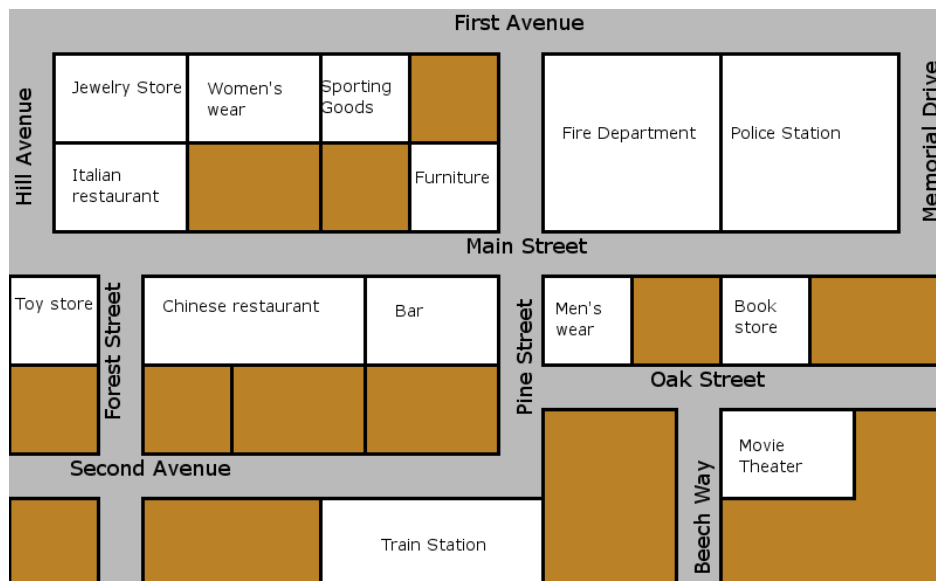 First Avenue
Hill Avenue
Jewelry Store
Women's
wear
Sporting
Goods
Fire Department
Police Station
Memorial Drive
Italian
restaurant
Furniture
Main Street
Toy store
Forest Street
Chinese restaurant
Bar
Pine Street
Men's
wear
Book
store
Oak Street
Second Avenue
Beech Way
Movie
Theater
Train Station